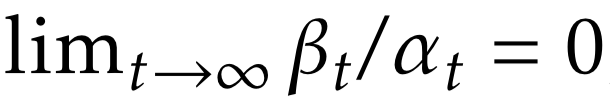 lim_{t→∞} β_t/α_t = 0